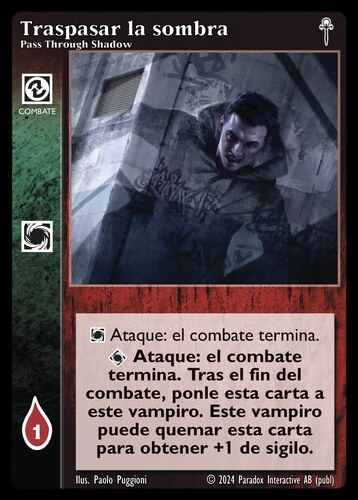 Traspasar la sombra
Pass Through Shadow
COMBATE
Ataque: el combate termina.
Ataque: el combate
termina. Tras el fin del
combate, ponle esta carta a
este vampiro. Este vampiro
puede quemar esta carta
para obtener +1 de sigilo.
1
Ilus. Paolo Puggioni
© 2024 Paradox Interactive AB (publ)